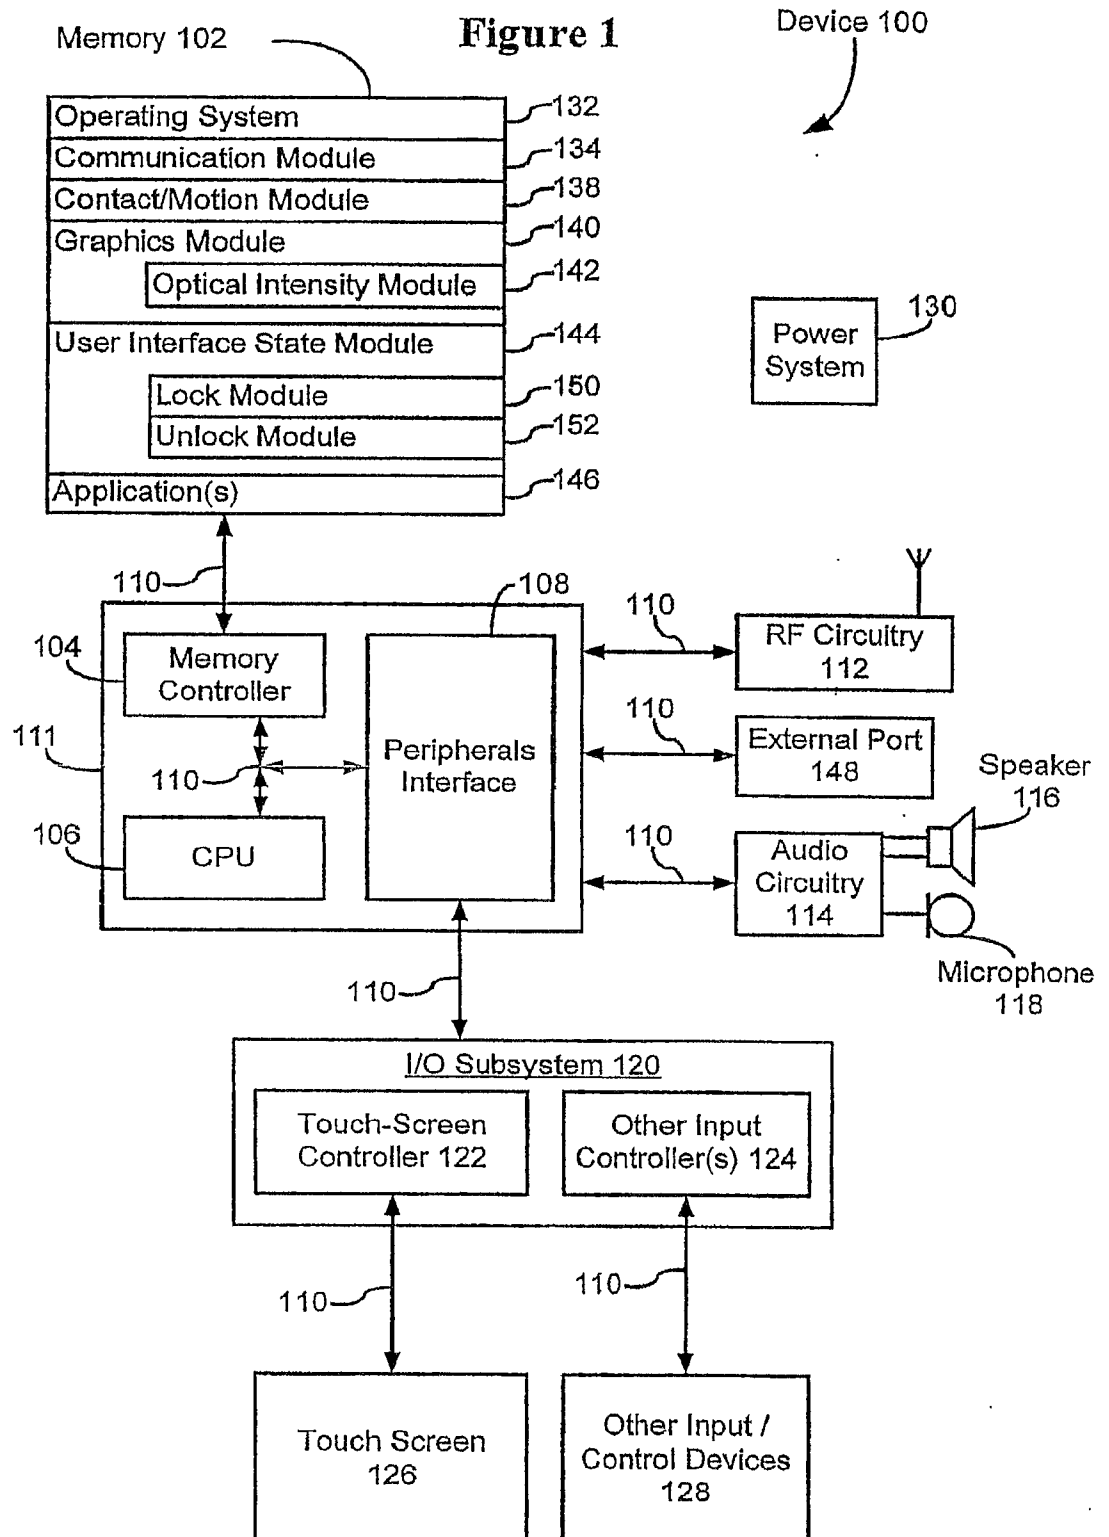 Figure 1
Memory 102
Device 100
Operating System
132
Communication Module
134
Contact/Motion Module
138
Graphics Module
140
Optical Intensity Module
142
User Interface State Module
144
Lock Module
150
Unlock Module
152
Application(s)
146
Power
System
130
110
108
104
Memory
Controller
111
110
Peripherals
Interface
106
CPU
110
RF Circuitry
112
110
External Port
148
Speaker
116
110
Audio
Circuitry
114
Microphone
118
110
I/O Subsystem 120
Touch-Screen
Controller 122
Other Input
Controller(s) 124
110
110
Touch Screen
126
Other Input /
Control Devices
128